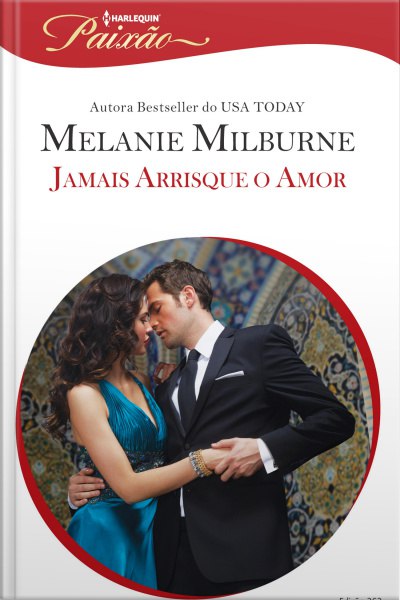 HARLEQUIN
Paixão
Autora Bestseller do USA TODAY
MELANIE MILBURNE
JAMAIS ARRISQUE O AMOR